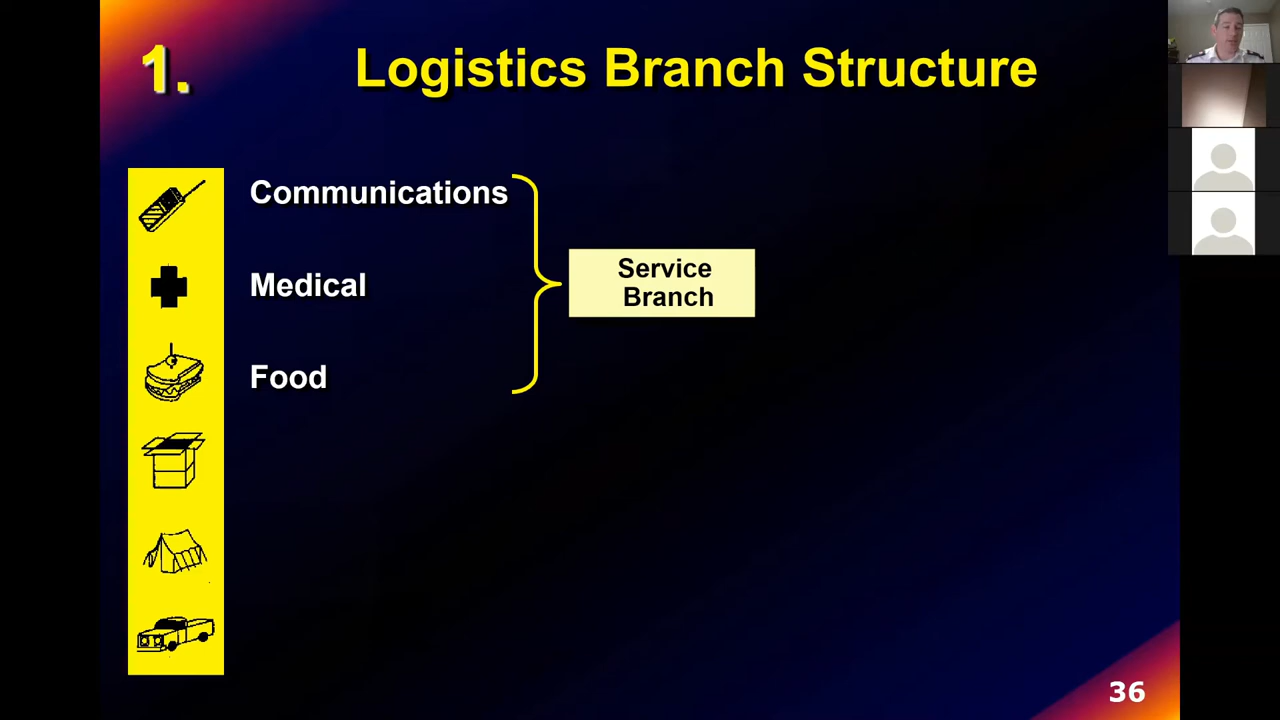 1.
Logistics Branch Structure
Communications
Medical
Food
Service
Branch
36